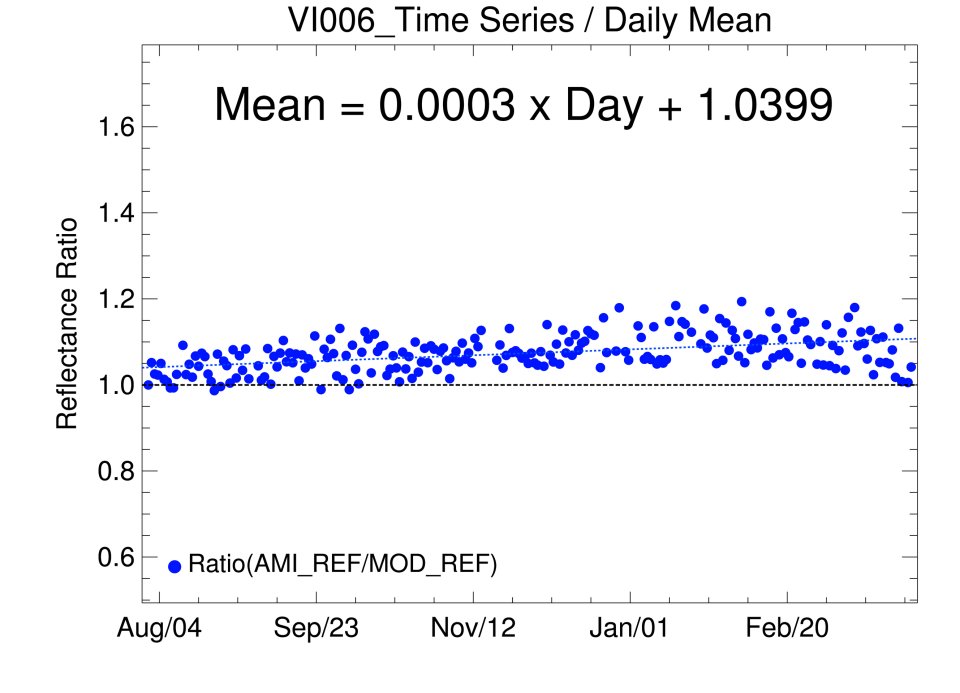 VI006_Time Series / Daily Mean
Mean = 0.0003 x Day + 1.0399
1.6
1.4
1.2
1.0
0.8
0.6
Reflectance Ratio
Ratio(AMI_REF/MOD_REF)
Aug/04 Sep/23 Nov/12 Jan/01 Feb/20